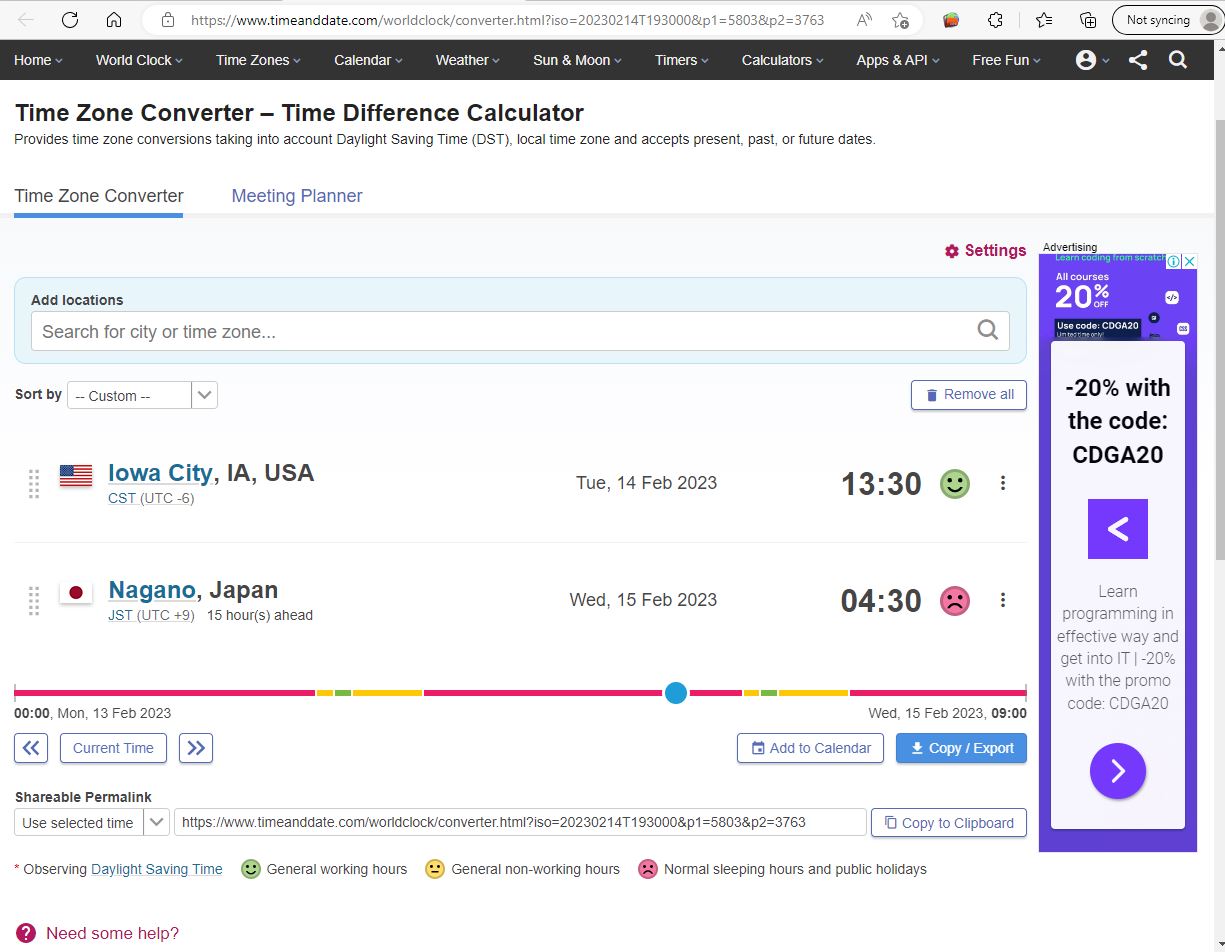 https://www.timeanddate.com/worldclock/converter.html?iso=20230214T193000&p1=5803&p2=3763
Not syncing
Home World Clock Time Zones Calendar Weather Sun & Moon Timers Calculators Apps & API Free Fun
Time Zone Converter – Time Difference Calculator
Provides time zone conversions taking into account Daylight Saving Time (DST), local time zone and accepts present, past, or future dates.
Time Zone Converter Meeting Planner
Settings
Add locations
Search for city or time zone...
Sort by -- Custom -- Remove all
Iowa City, IA, USA
CST (UTC -6)
Tue, 14 Feb 2023
13:30
Nagano, Japan
JST (UTC +9) 15 hour(s) ahead
Wed, 15 Feb 2023
04:30
00:00, Mon, 13 Feb 2023
Wed, 15 Feb 2023, 09:00
Current Time
Add to Calendar
Copy / Export
Shareable Permalink
Use selected time https://www.timeanddate.com/worldclock/converter.html?iso=20230214T193000&p1=5803&p2=3763 Copy to Clipboard
* Observing Daylight Saving Time General working hours General non-working hours Normal sleeping hours and public holidays
Need some help?
Advertising
Learn coding from scratch
All courses
20% OFF
Use code: CDGA20
Limited time only!
CSS
-20% with
the code:
CDGA20
Learn
programming in
effective way and
get into IT | -20%
with the promo
code: CDGA20